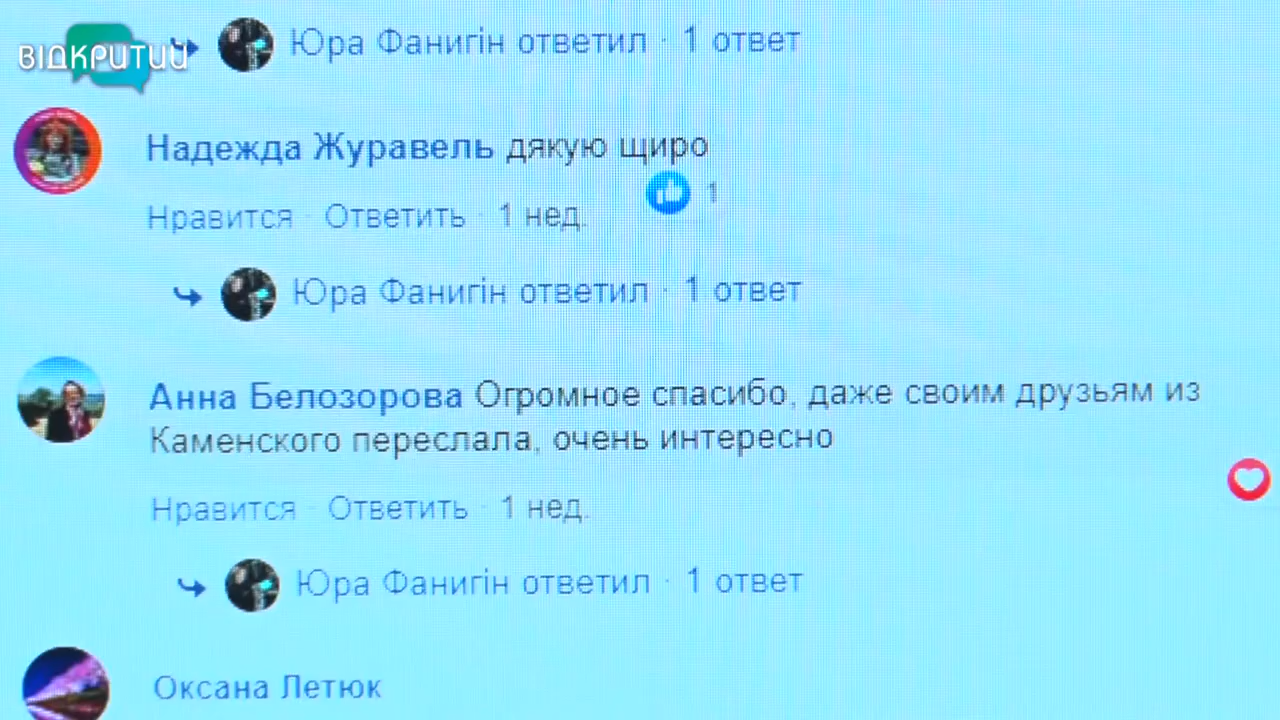 ВІДКРИТИЙ
Юра Фанигін ответил · 1 ответ
Надежда Журавель дякую щиро
1
Нравится · Ответить · 1 нед.
Юра Фанигін ответил · 1 ответ
Анна Белозорова Огромное спасибо, даже своим друзьям из
Каменского переслала, очень интересно
Нравится · Ответить · 1 нед.
Юра Фанигін ответил · 1 ответ
Оксана Летюк